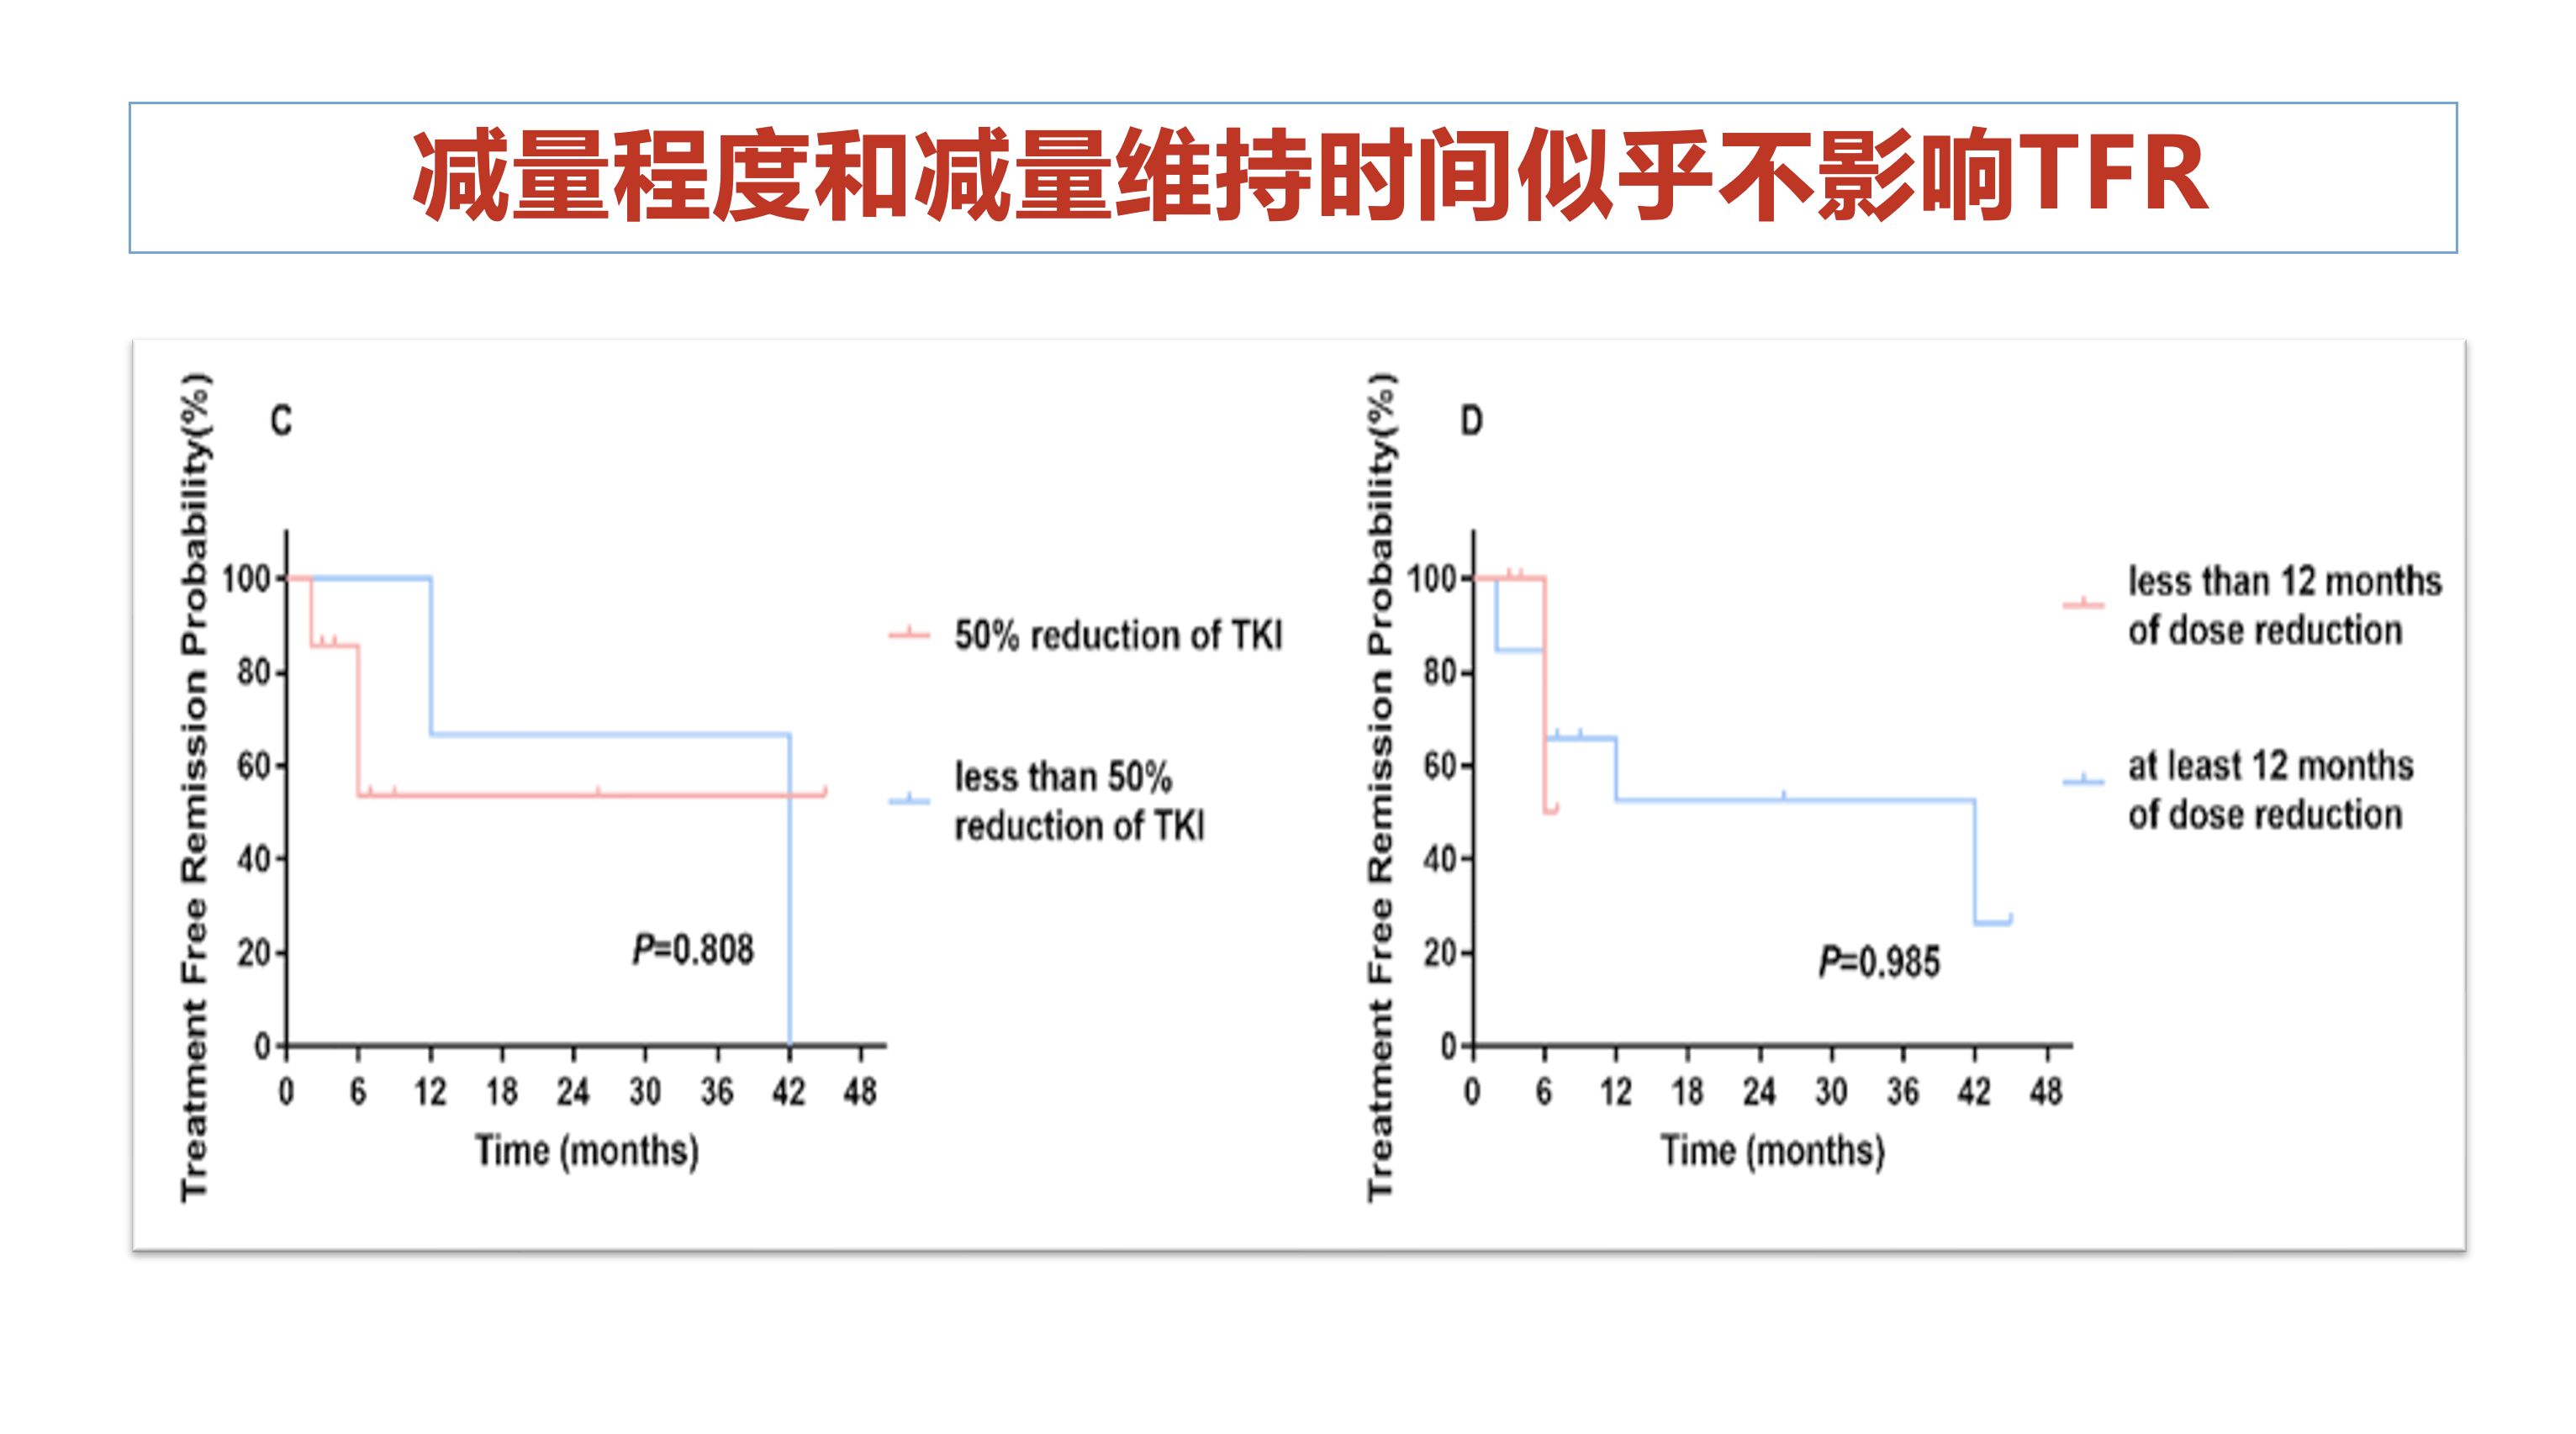 减量程度和减量维持时间似乎不影响TFR
C
Treatment Free Remission Probability(%)
100
80
60
40
20
0
0 6 12 18 24 30 36 42 48
Time (months)
P=0.808
50% reduction of TKI
less than 50%
reduction of TKI
D
Treatment Free Remission Probability(%)
100
80
60
40
20
0
0 6 12 18 24 30 36 42 48
Time (months)
P=0.985
less than 12 months
of dose reduction
at least 12 months
of dose reduction